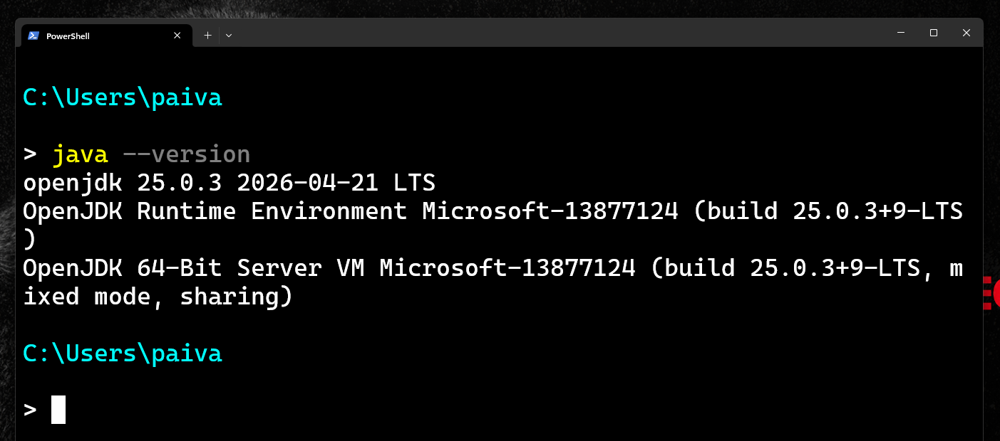 PowerShell
C:\Users\paiva
> java --version
openjdk 25.0.3 2026-04-21 LTS
OpenJDK Runtime Environment Microsoft-13877124 (build 25.0.3+9-LTS
)
OpenJDK 64-Bit Server VM Microsoft-13877124 (build 25.0.3+9-LTS, m
ixed mode, sharing)
C:\Users\paiva
>